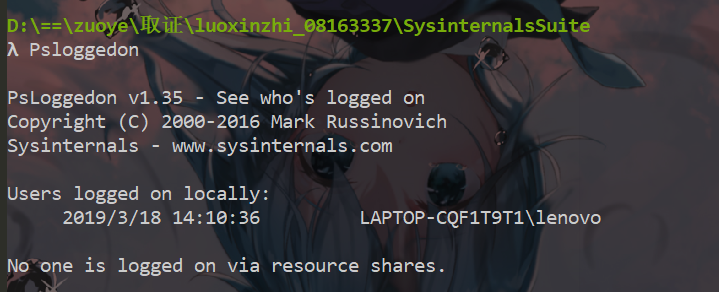 D:\==\zuoye\取证\luoxinzhi_08163337\SysinternalsSuite
λ Psloggedon
PsLoggedon v1.35 - See who's logged on
Copyright (C) 2000-2016 Mark Russinovich
Sysinternals - www.sysinternals.com
Users logged on locally:
2019/3/18 14:10:36 LAPTOP-CQF1T9T1\lenovo
No one is logged on via resource shares.